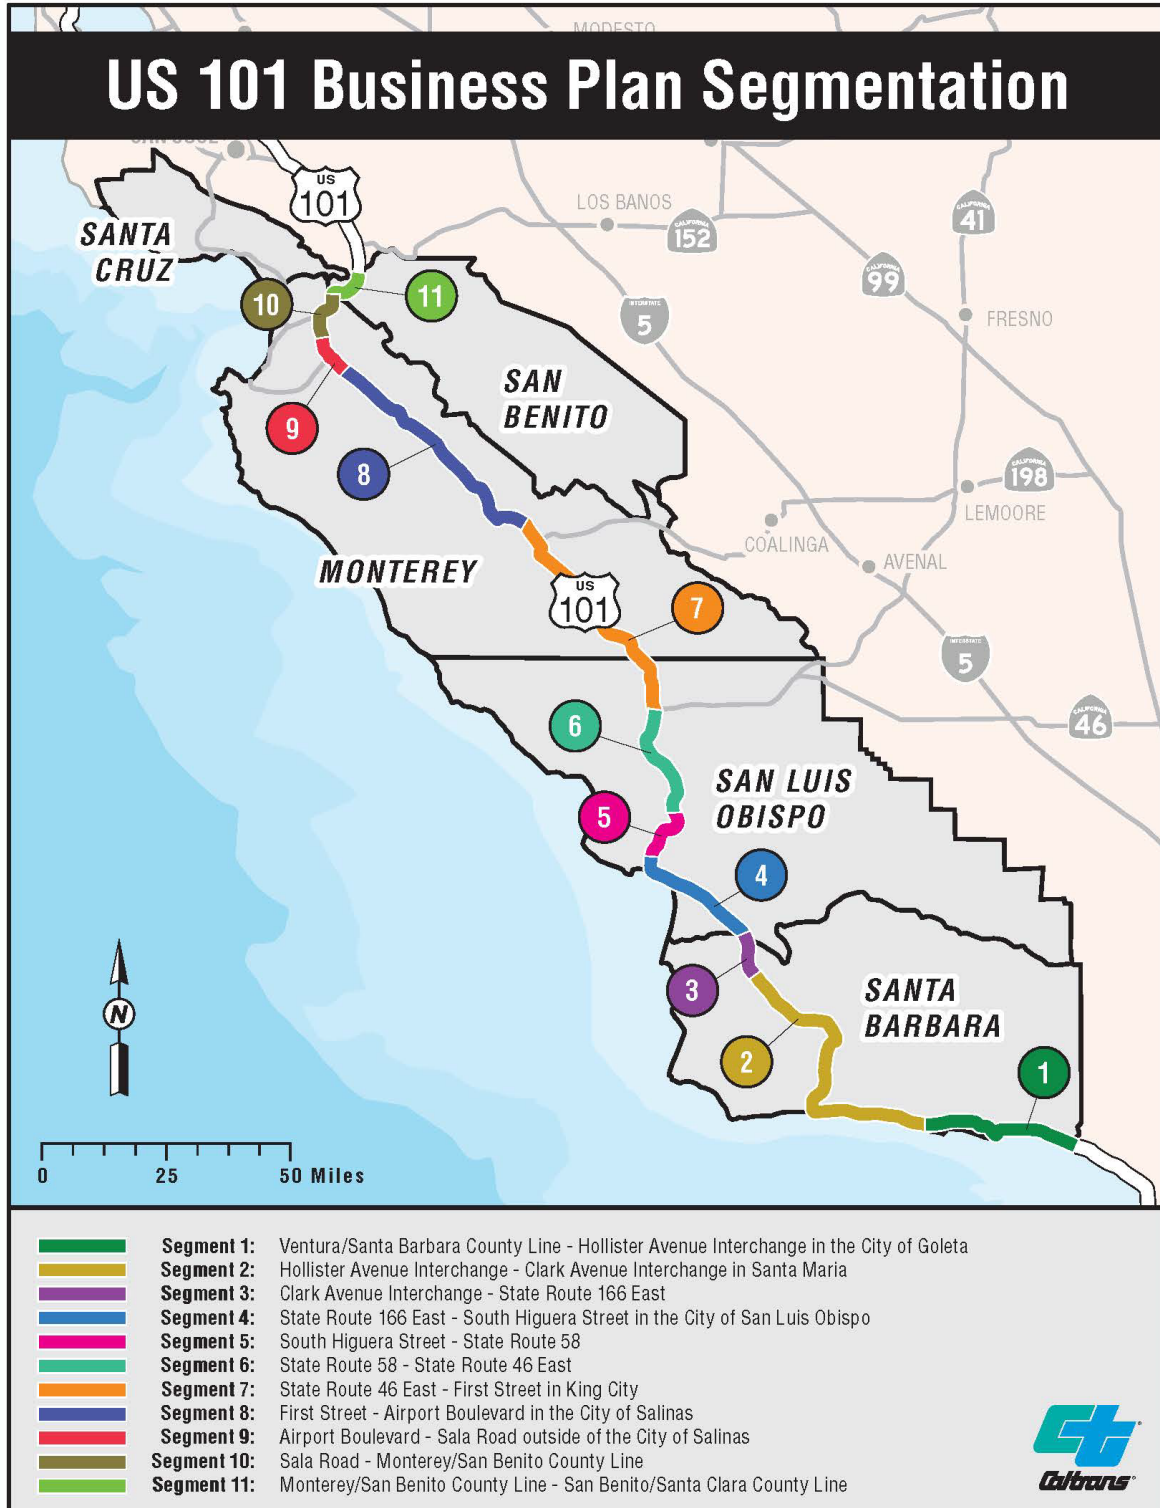 MODESTO
US 101 Business Plan Segmentation
SAN JOSE
US
101
LOS BANOS
CALIFORNIA
152
CALIFORNIA
41
SANTA
CRUZ
CALIFORNIA
99
10
11
INTERSTATE
5
FRESNO
SAN
BENITO
9
8
CALIFORNIA
198
LEMOORE
COALINGA
AVENAL
MONTEREY
US
101
7
INTERSTATE
5
6
CALIFORNIA
46
SAN LUIS
OBISPO
5
4
3
SANTA
BARBARA
N
2
1
0 25 50 Miles
Segment 1: Ventura/Santa Barbara County Line - Hollister Avenue Interchange in the City of Goleta
Segment 2: Hollister Avenue Interchange - Clark Avenue Interchange in Santa Maria
Segment 3: Clark Avenue Interchange - State Route 166 East
Segment 4: State Route 166 East - South Higuera Street in the City of San Luis Obispo
Segment 5: South Higuera Street - State Route 58
Segment 6: State Route 58 - State Route 46 East
Segment 7: State Route 46 East - First Street in King City
Segment 8: First Street - Airport Boulevard in the City of Salinas
Segment 9: Airport Boulevard - Sala Road outside of the City of Salinas
Segment 10: Sala Road - Monterey/San Benito County Line
Segment 11: Monterey/San Benito County Line - San Benito/Santa Clara County Line
ct
Caltrans